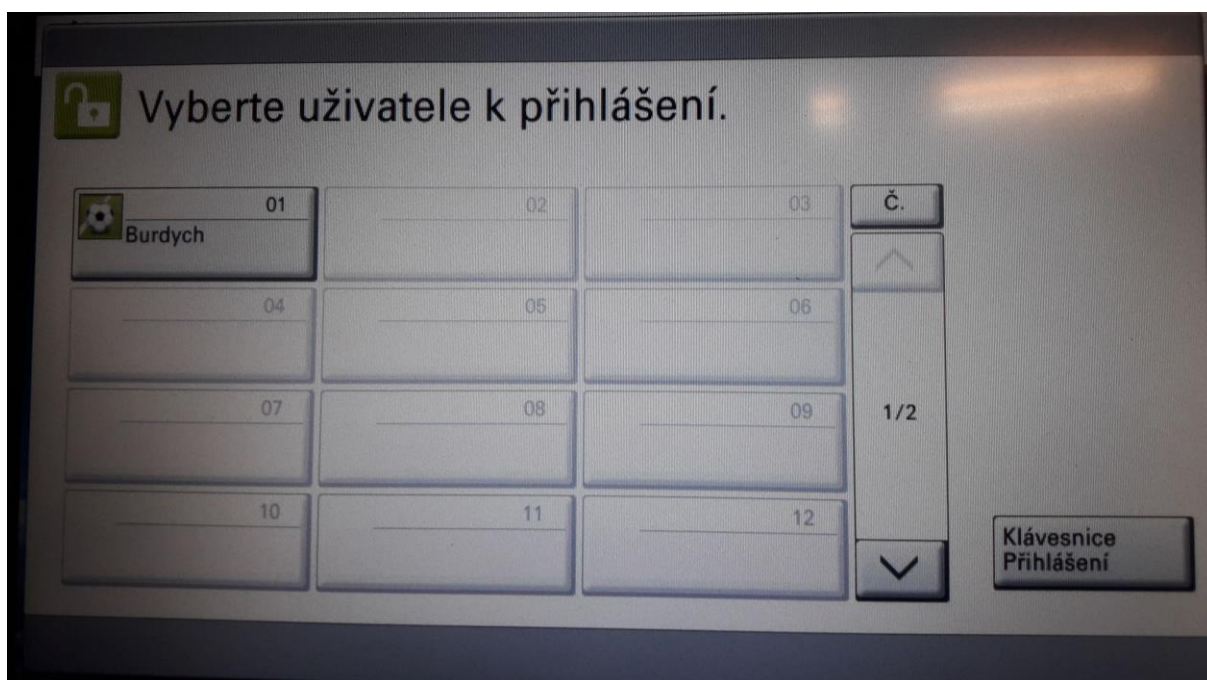 Vyberte uživatele k přihlášení.
01
Burdych
02
03
Č.
04
05
06
07
08
09
1/2
10
11
12
Klávesnice
Přihlášení